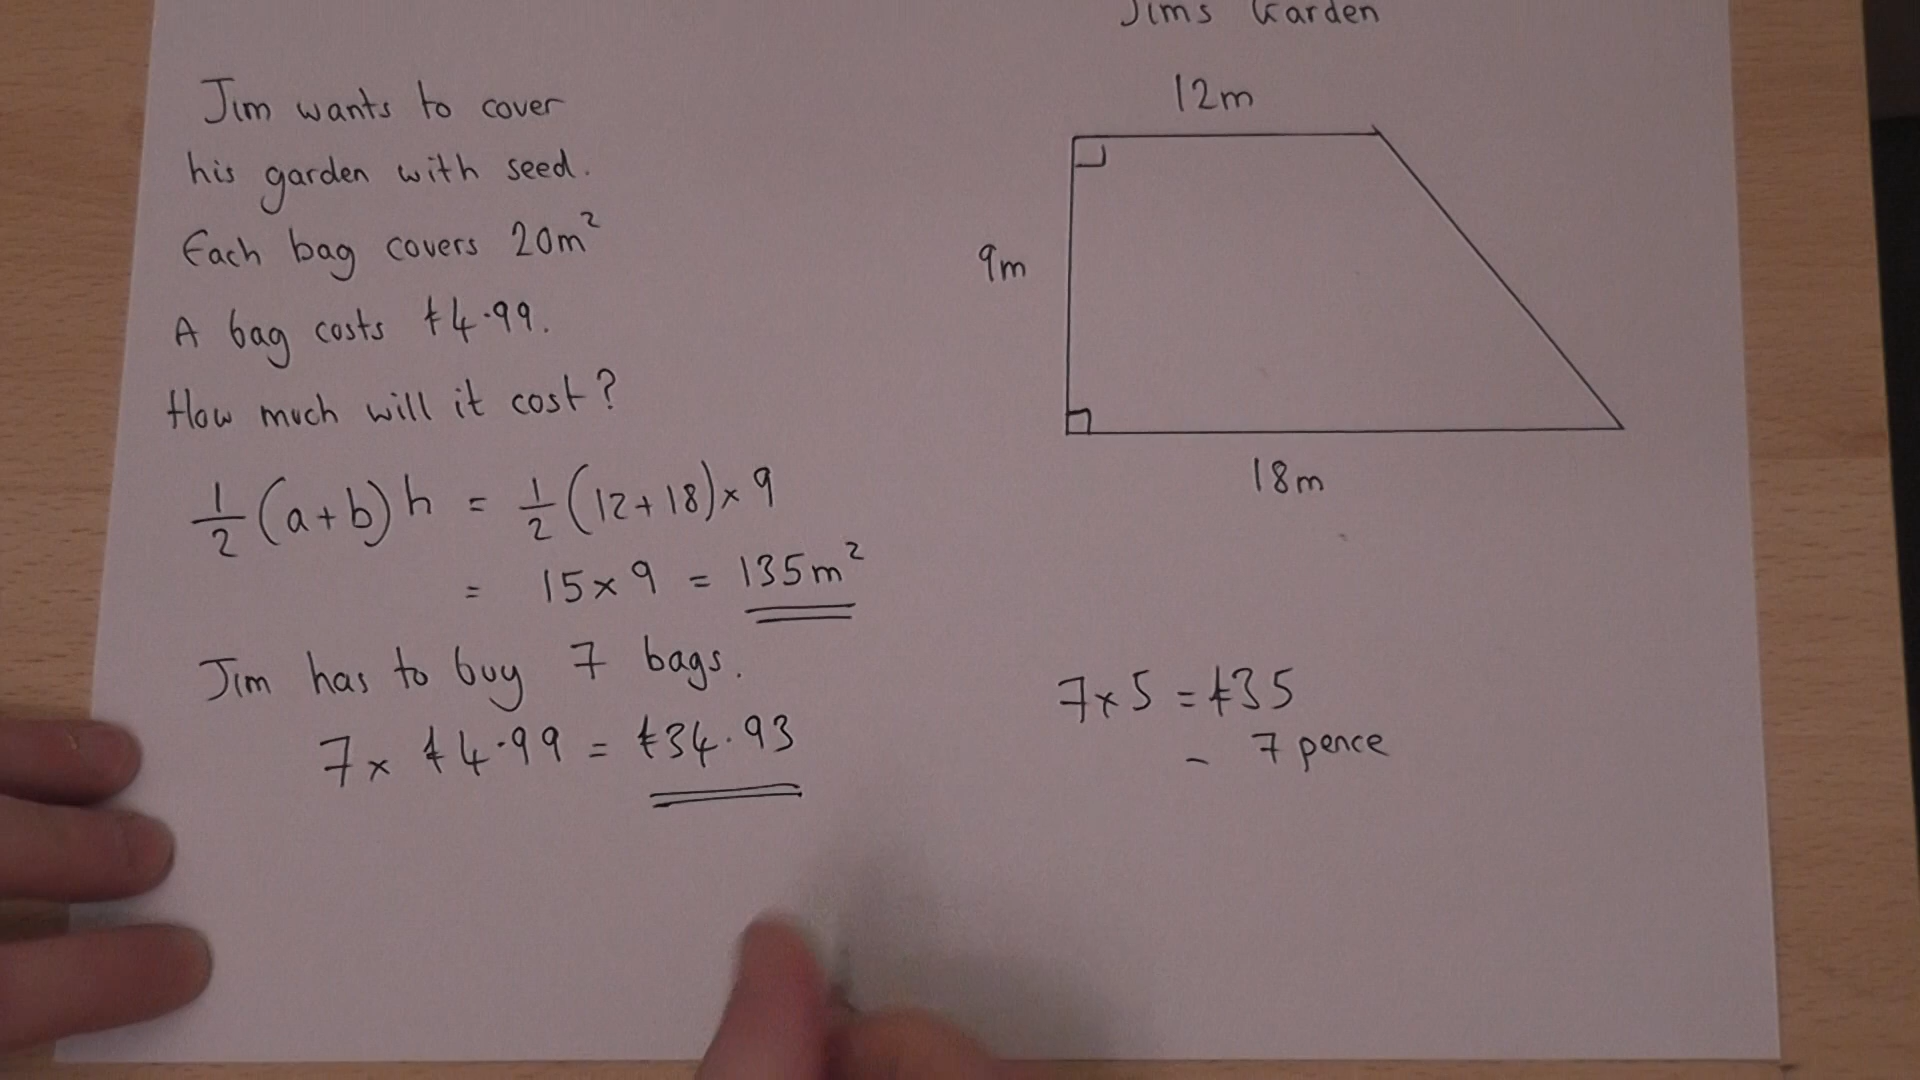 Jims Garden
Jim wants to cover
his garden with seed.
Each bag covers 20m²
A bag costs £4.99.
How much will it cost?
½(a+b)h = ½(12+18)×9
= 15×9 = 135m²
Jim has to buy 7 bags.
7× £4.99 = £34.93
12m
9m
18m
7×5 = £35
- 7 pence